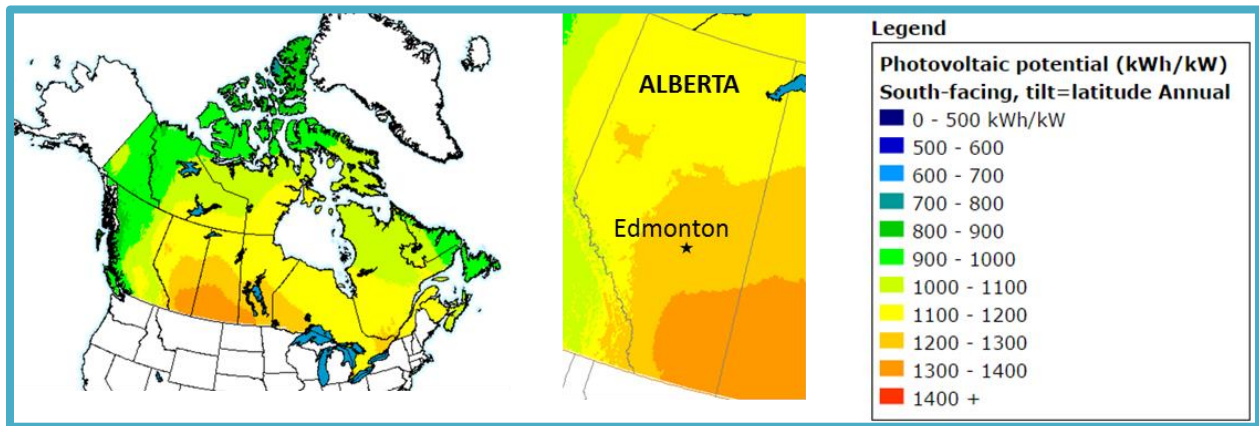 ALBERTA
Edmonton
Legend
Photovoltaic potential (kWh/kW)
South-facing, tilt=latitude Annual
0 - 500 kWh/kW
500 - 600
600 - 700
700 - 800
800 - 900
900 - 1000
1000 - 1100
1100 - 1200
1200 - 1300
1300 - 1400
1400 +